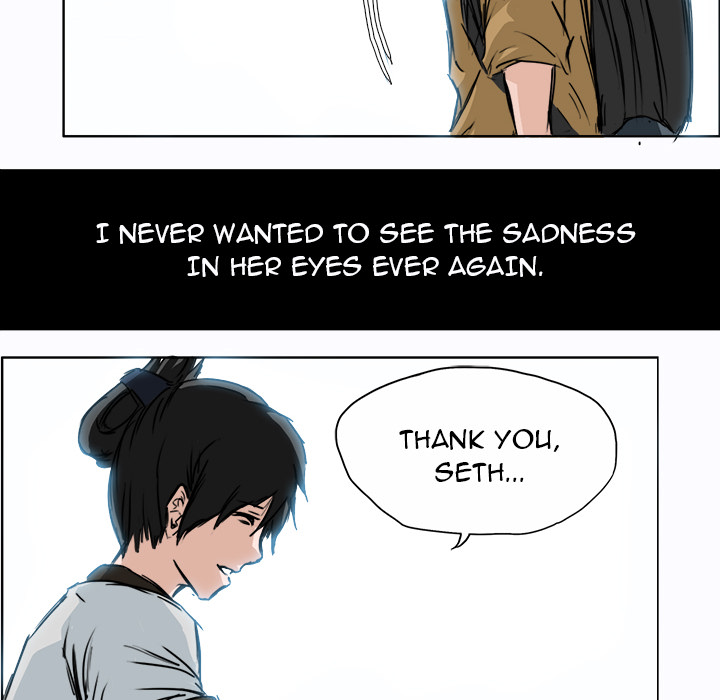 I NEVER WANTED TO SEE THE SADNESS
IN HER EYES EVER AGAIN.
THANK YOU,
SETH...